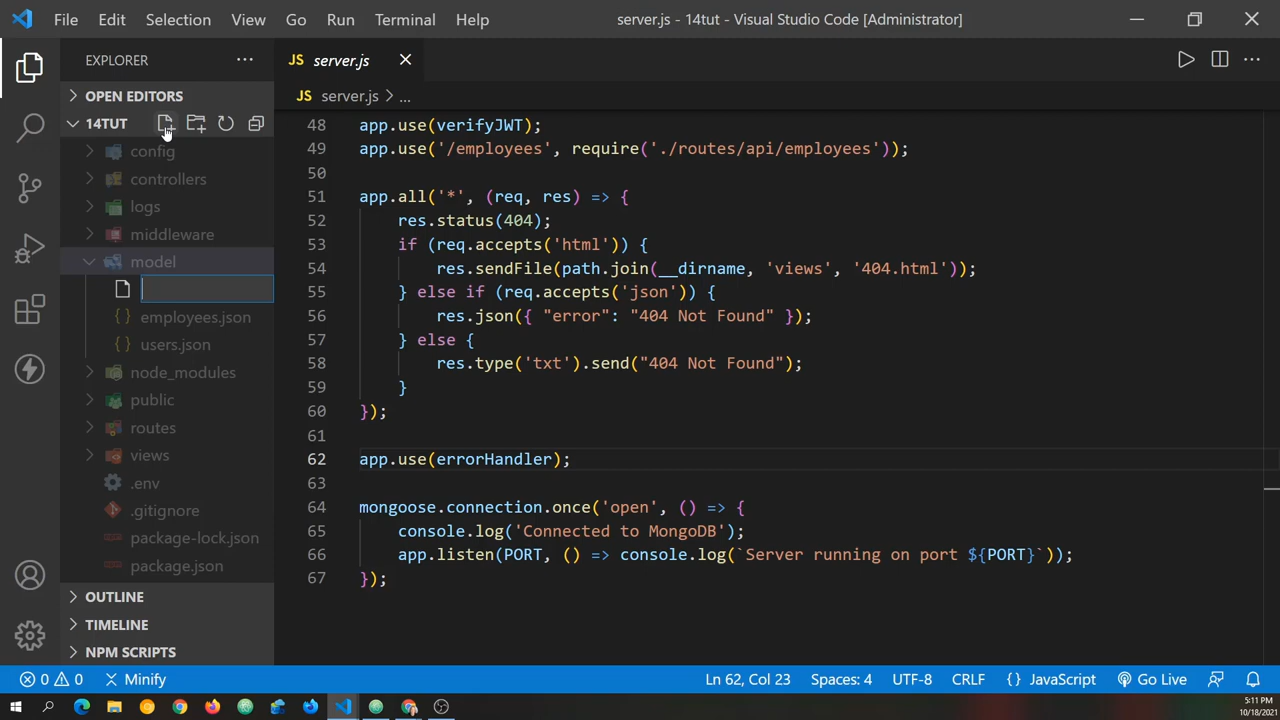 File Edit Selection View Go Run Terminal Help server.js - 14tut - Visual Studio Code [Administrator]
EXPLORER ...
OPEN EDITORS
14TUT
config
controllers
logs
middleware
model
employees.json
users.json
node_modules
public
routes
views
.env
.gitignore
package-lock.json
package.json
OUTLINE
TIMELINE
NPM SCRIPTS
JS server.js
JS server.js > ...
48 app.use(verifyJWT);
49 app.use('/employees', require('./routes/api/employees'));
50
51 app.all('*', (req, res) => {
52 res.status(404);
53 if (req.accepts('html')) {
54 res.sendFile(path.join(__dirname, 'views', '404.html'));
55 } else if (req.accepts('json')) {
56 res.json({ "error": "404 Not Found" });
57 } else {
58 res.type('txt').send("404 Not Found");
59 }
60 });
61
62 app.use(errorHandler);
63
64 mongoose.connection.once('open', () => {
65 console.log('Connected to MongoDB');
66 app.listen(PORT, () => console.log(`Server running on port ${PORT}`));
67 });
0 0 Minify Ln 62, Col 23 Spaces: 4 UTF-8 CRLF {} JavaScript Go Live
5:11 PM
10/18/2021